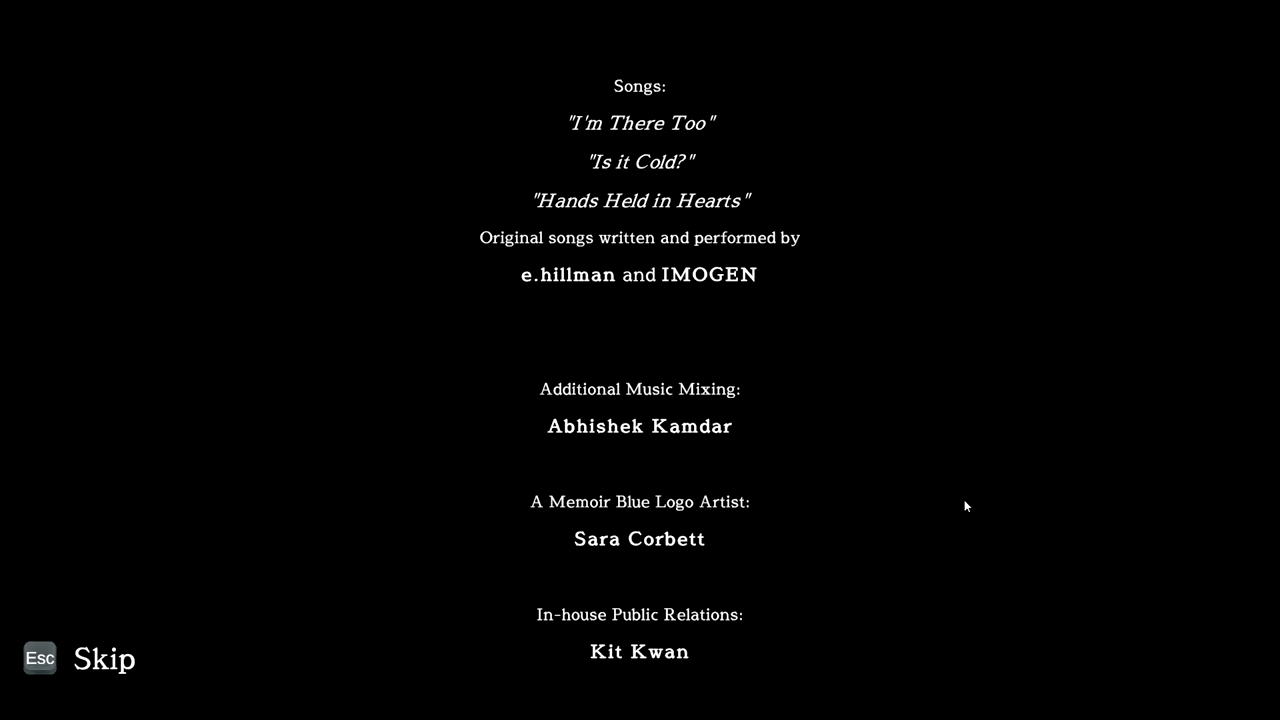 Songs:
"I'm There Too"
"Is it Cold?"
"Hands Held in Hearts"
Original songs written and performed by
e.hillman and IMOGEN
Additional Music Mixing:
Abhishek Kamdar
A Memoir Blue Logo Artist:
Sara Corbett
In-house Public Relations:
Kit Kwan
Esc Skip